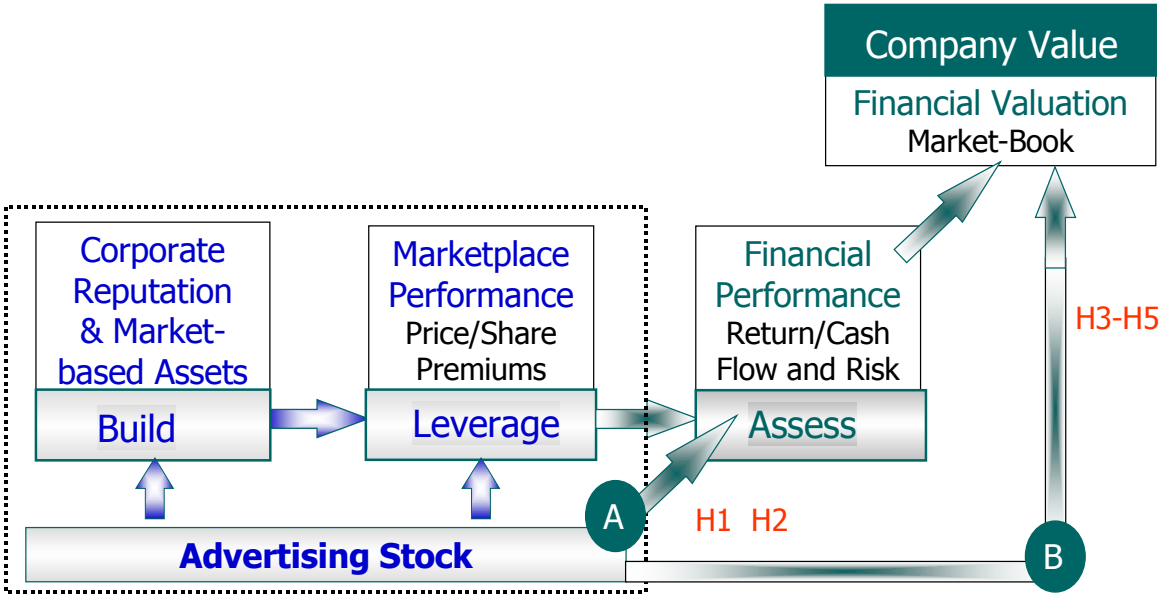 Company Value
Financial Valuation
Market-Book
Corporate
Reputation
& Market-
based Assets
Build
Marketplace
Performance
Price/Share
Premiums
Leverage
Financial
Performance
Return/Cash
Flow and Risk
Assess
H3-H5
A
H1 H2
B
Advertising Stock